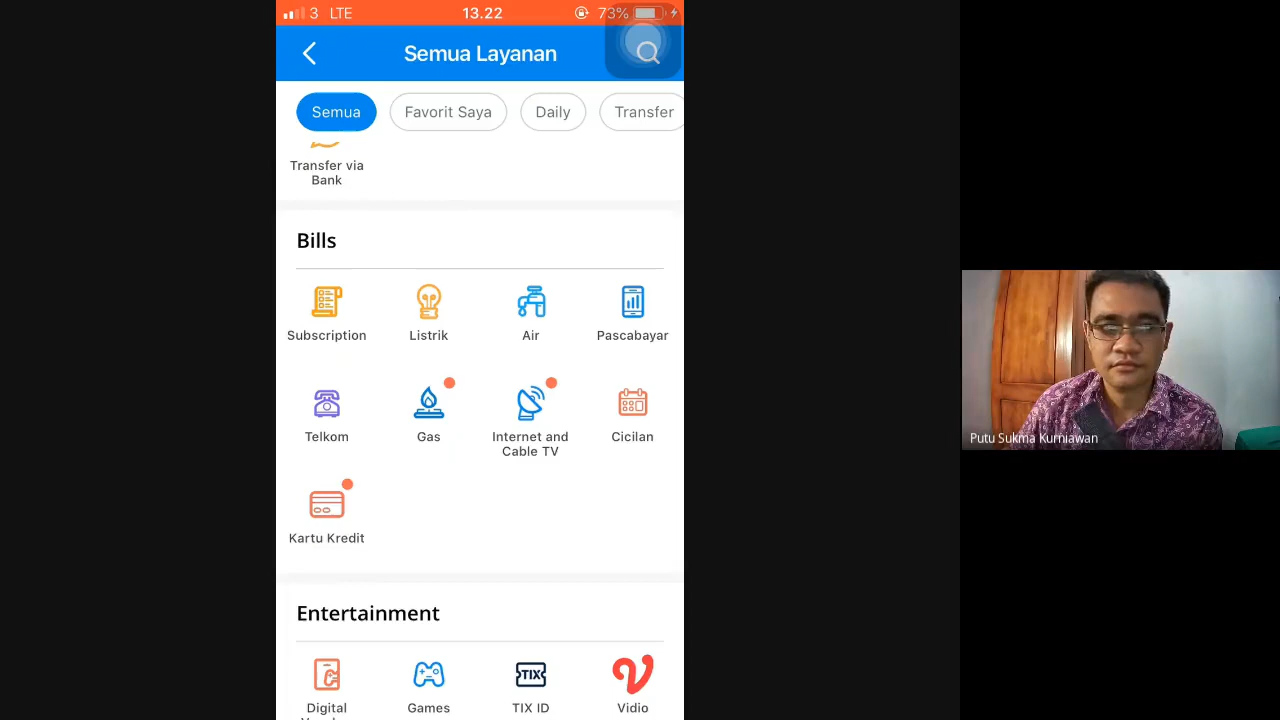 3 LTE 13.22 73%
Semua Layanan
Semua Favorit Saya Daily Transfer
Transfer via
Bank
Bills
Subscription Listrik Air Pascabayar
Telkom Gas Internet and
Cable TV Cicilan
Kartu Kredit
Entertainment
TIX
Digital Games TIX ID Vidio
Putu Sukma Kurniawan